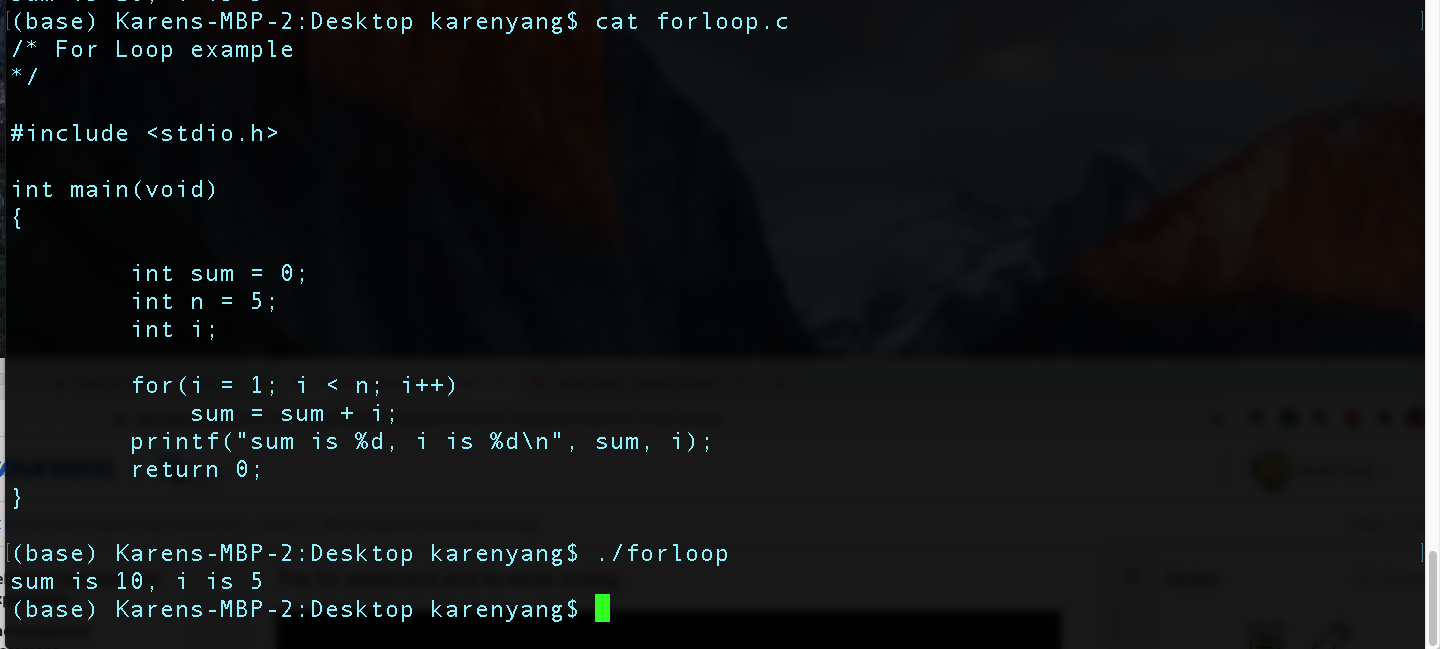 (base) Karens-MBP-2:Desktop karenyang$ cat forloop.c
/* For Loop example
*/
#include <stdio.h>
int main(void)
{
int sum = 0;
int n = 5;
int i;
for(i = 1; i < n; i++)
sum = sum + i;
printf("sum is %d, i is %d\n", sum, i);
return 0;
}
(base) Karens-MBP-2:Desktop karenyang$ ./forloop
sum is 10, i is 5
(base) Karens-MBP-2:Desktop karenyang$